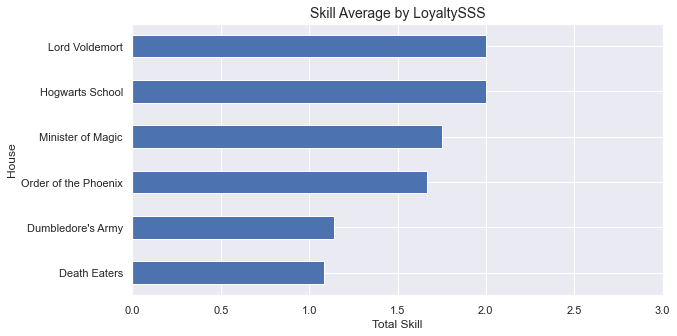 Skill Average by LoyaltySSS
Lord Voldemort
Hogwarts School
Minister of Magic
Order of the Phoenix
Dumbledore's Army
Death Eaters
House
0.0 0.5 1.0 1.5 2.0 2.5 3.0
Total Skill